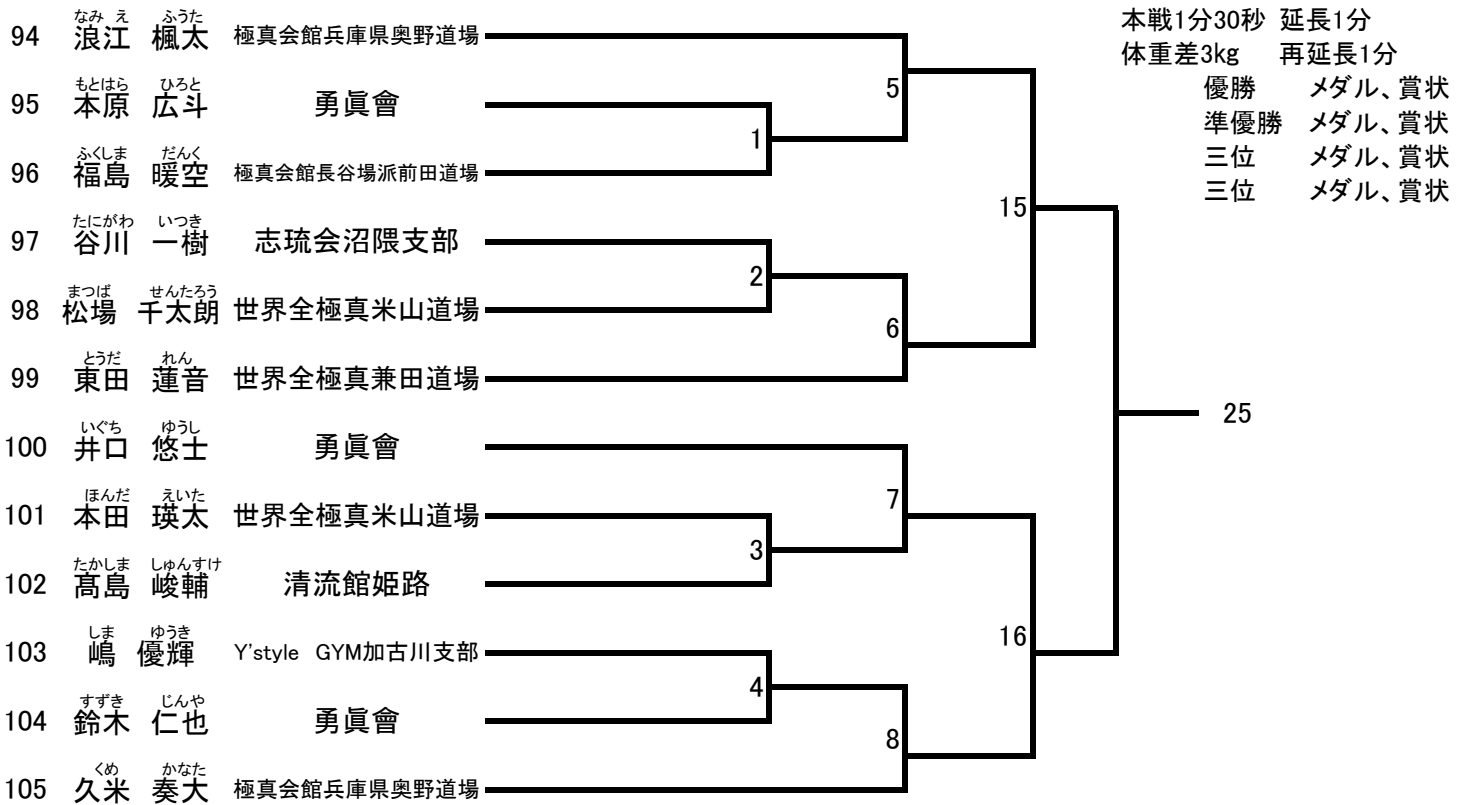 本戦1分30秒 延長1分
体重差3kg 再延長1分
優勝 メダル、賞状
準優勝 メダル、賞状
三位 メダル、賞状
三位 メダル、賞状
なみ え ふうた
94 浪江 楓太 極真会館兵庫県奥野道場
5
もとはら ひろと
95 本原 広斗 勇眞會
1
ふくしま だんく
96 福島 暖空 極真会館長谷場派前田道場
15
たにがわ いつき
97 谷川 一樹 志琉会沼隈支部
2
まつば せんたろう
98 松場 千太朗 世界全極真米山道場
6
とうだ れん
99 東田 蓮音 世界全極真兼田道場
25
いぐち ゆうし
100 井口 悠士 勇眞會
7
ほんだ えいた
101 本田 瑛太 世界全極真米山道場
3
たかしま しゅんすけ
102 髙島 峻輔 清流館姫路
16
しま ゆうき
103 嶋 優輝 Y'style GYM加古川支部
4
すずき じんや
104 鈴木 仁也 勇眞會
8
くめ かなた
105 久米 奏大 極真会館兵庫県奥野道場